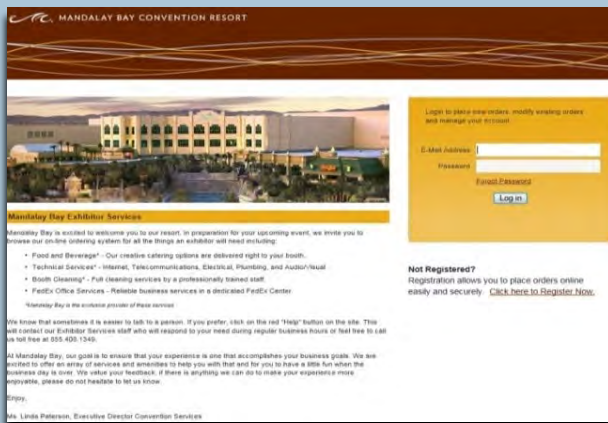 MANDALAY BAY CONVENTION RESORT
Login to place new orders, modify existing orders
and manage your account
E-Mail Address
Password
Forgot Password
Log in
Mandalay Bay Exhibitor Services
Mandalay Bay is excited to welcome you to our resort. In preparation for your upcoming event, we invite you to
browse our on-line ordering system for all the things an exhibitor will need including:
• Food and Beverage* - Our creative catering options are delivered right to your booth.
• Technical Services* - Internet, Telecommunications, Electrical, Plumbing, and Audio/Visual
• Booth Cleaning* - Full cleaning services by a professionally trained staff.
• FedEx Office Services - Reliable business services in a dedicated FedEx Center.
*Mandalay Bay is the exclusive provider of these services
We know that sometimes it is easier to talk to a person. If you prefer, click on the red "Help" button on the site. This
will contact our Exhibitor Services staff who will respond to your need during regular business hours or feel free to call
us toll free at 855.408.1349.
At Mandalay Bay, our goal is to ensure that your experience is one that accomplishes your business goals. We are
excited to offer an array of services and amenities to help you with that and for you to have a little fun when the
business day is over. We value your feedback, if there is anything we can do to make your experience more
enjoyable, please do not hesitate to let us know.
Enjoy,
Ms. Linda Peterson, Executive Director Convention Services
Not Registered?
Registration allows you to place orders online
easily and securely. Click here to Register Now.